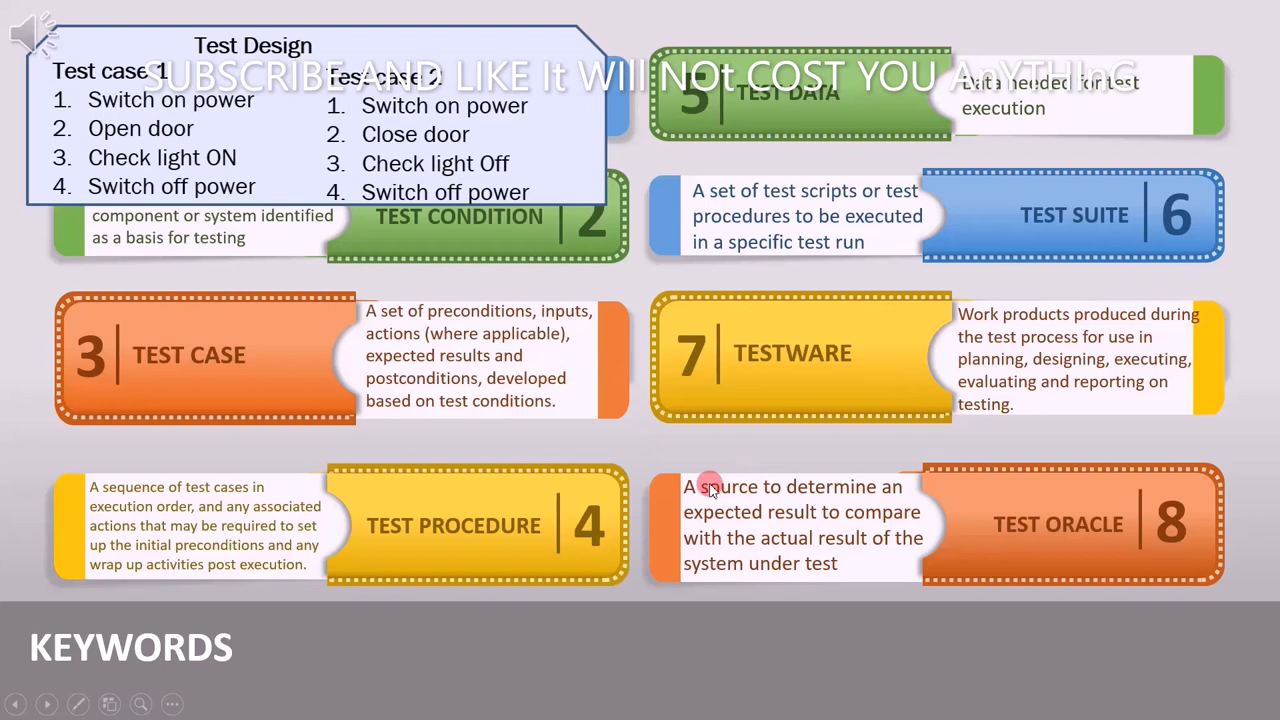 SUBSCRIBE AND LIKE It WIll NOt COST YOU AnYTHInG
Test Design
Test case 1
1. Switch on power
2. Open door
3. Check light ON
4. Switch off power
Test case 2
1. Switch on power
2. Close door
3. Check light Off
4. Switch off power
component or system identified
as a basis for testing
TEST CONDITION
2
3
TEST CASE
A set of preconditions, inputs,
actions (where applicable),
expected results and
postconditions, developed
based on test conditions.
A sequence of test cases in
execution order, and any associated
actions that may be required to set
up the initial preconditions and any
wrap up activities post execution.
TEST PROCEDURE
4
5
TEST DATA
Data needed for test
execution
A set of test scripts or test
procedures to be executed
in a specific test run
TEST SUITE
6
7
TESTWARE
Work products produced during
the test process for use in
planning, designing, executing,
evaluating and reporting on
testing.
A source to determine an
expected result to compare
with the actual result of the
system under test
TEST ORACLE
8
KEYWORDS